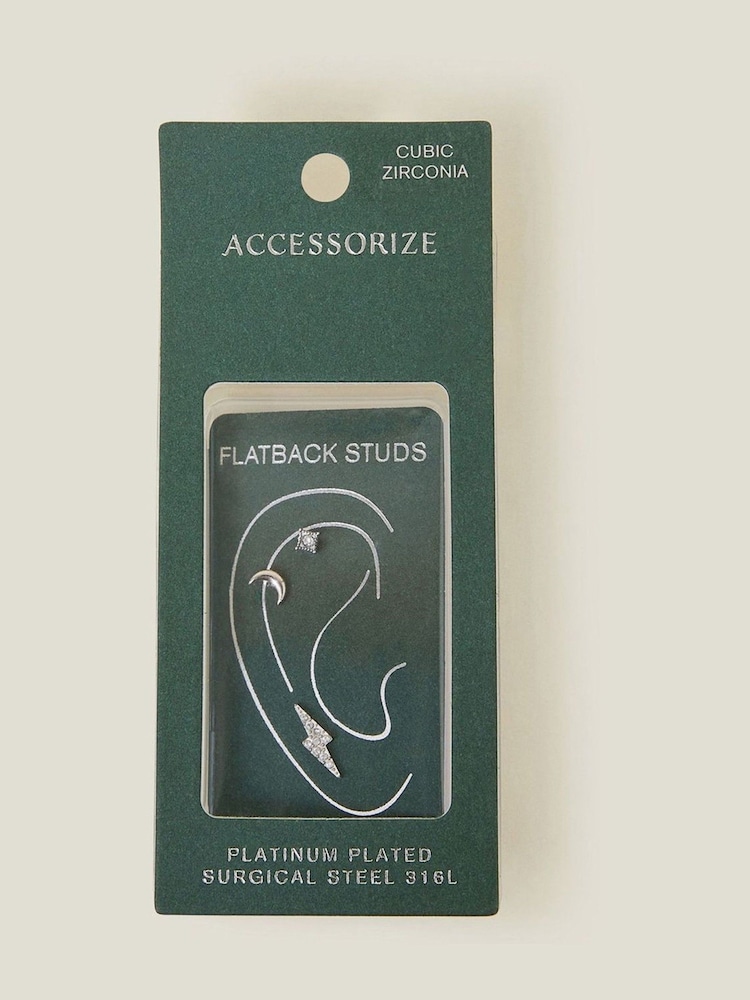 CUBIC
ZIRCONIA
ACCESSORIZE
FLATBACK STUDS
PLATINUM PLATED
SURGICAL STEEL 316L